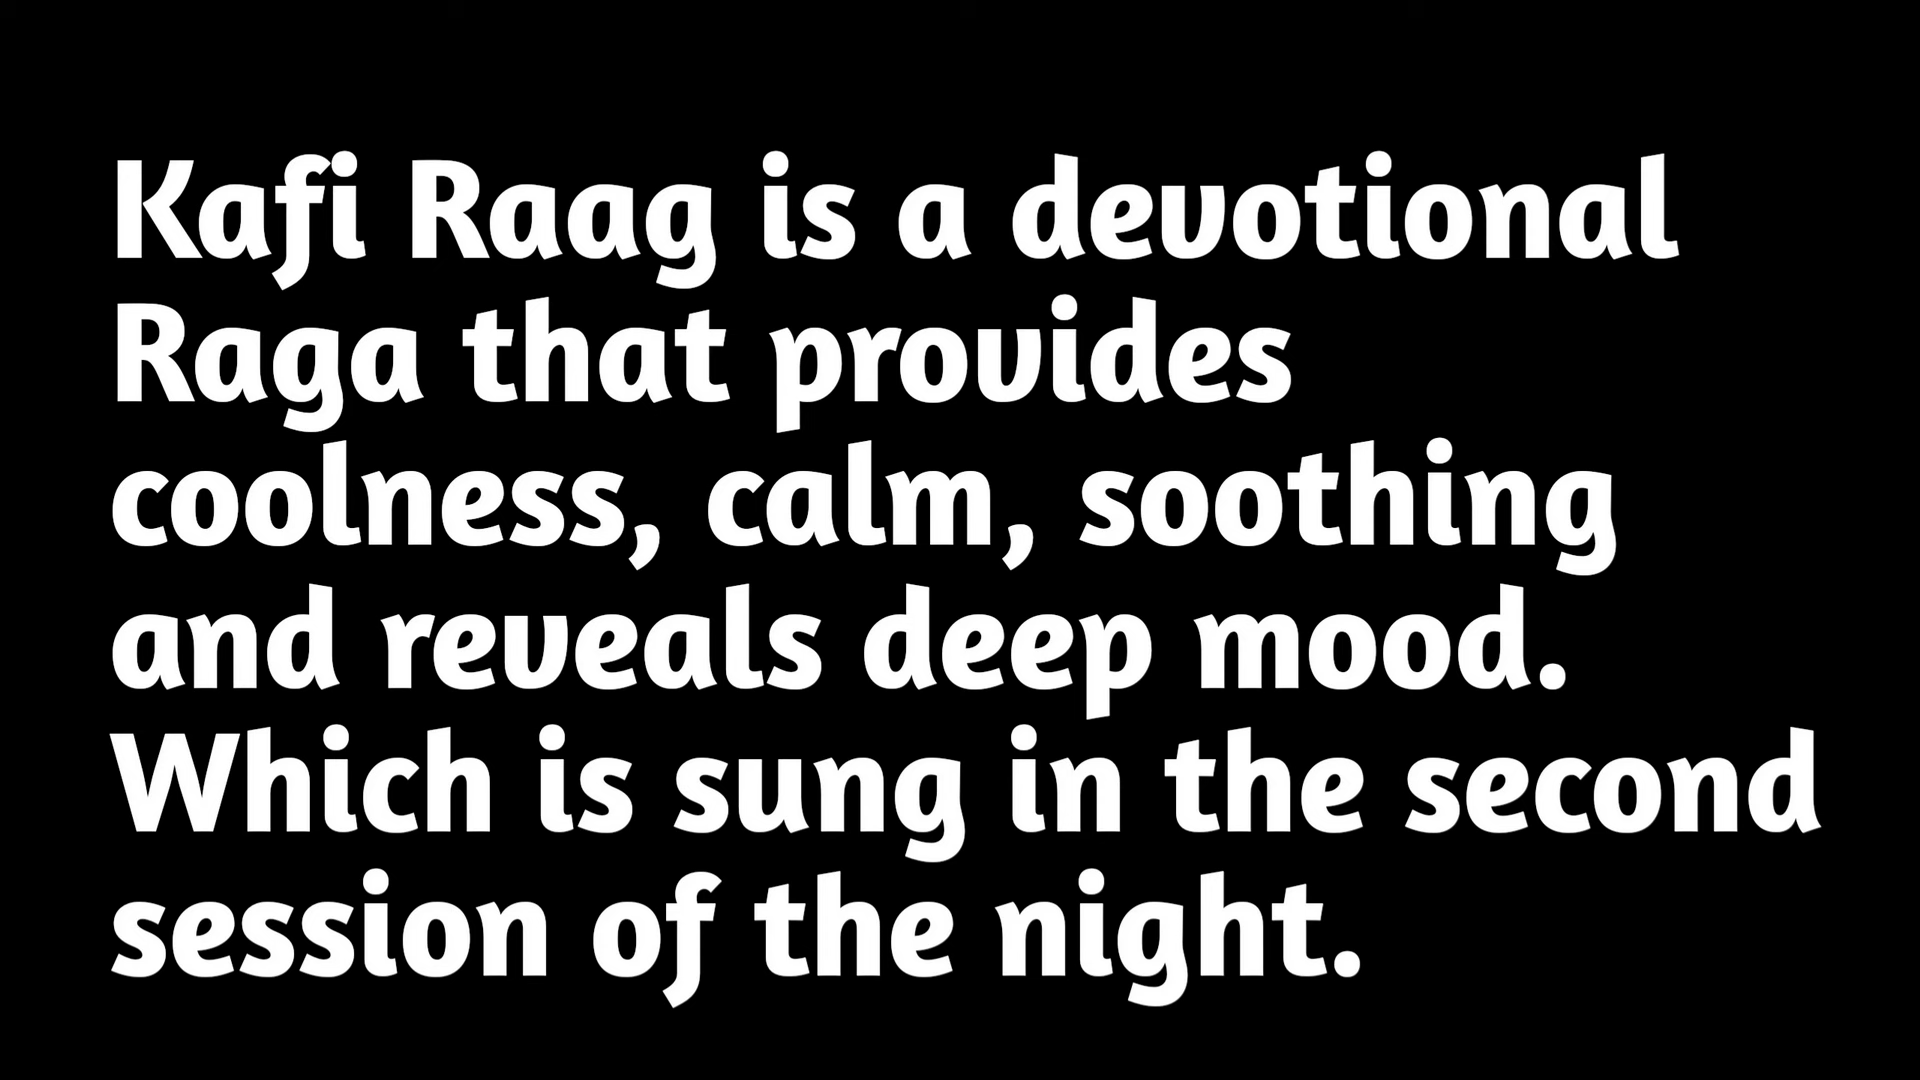 Kafi Raag is a devotional
Raga that provides
coolness, calm, soothing
and reveals deep mood.
Which is sung in the second
session of the night.